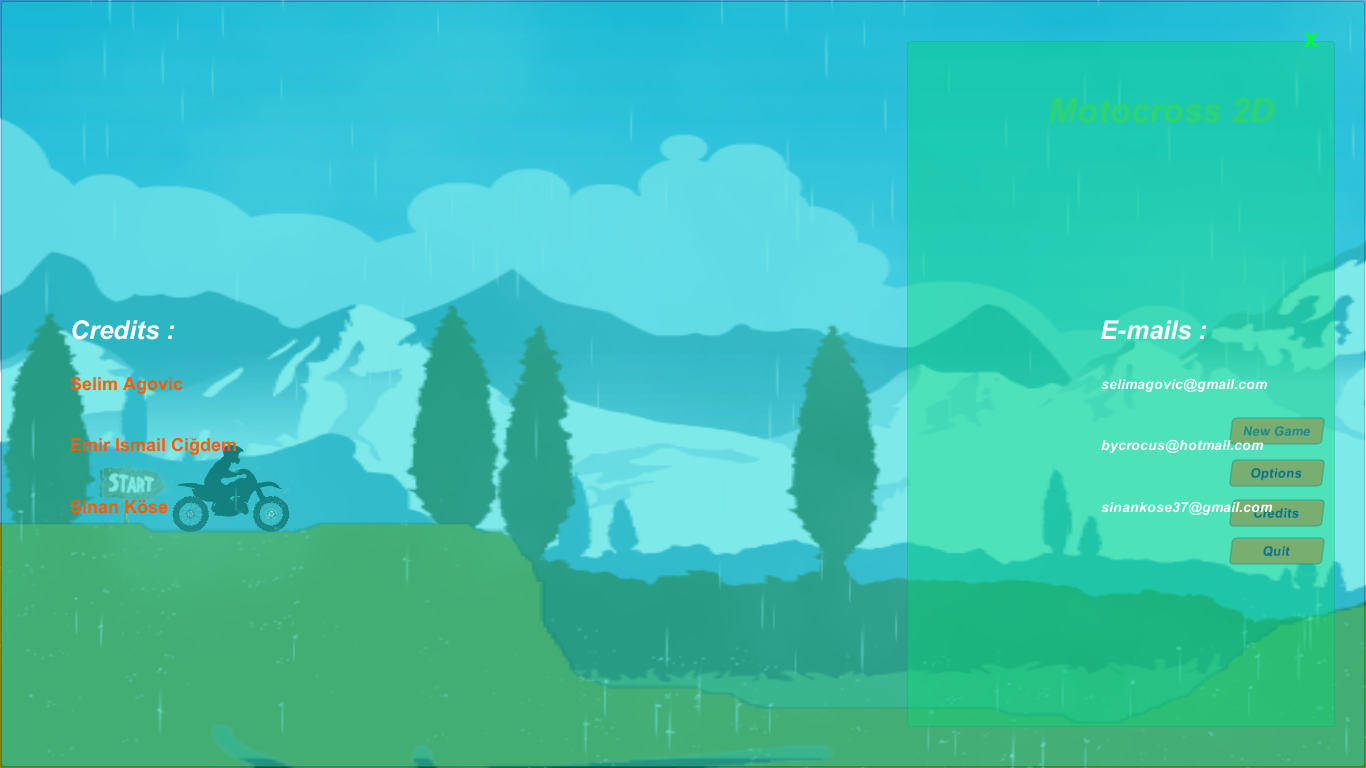 X
Motocross 2D
Credits :
E-mails :
Selim Agovic
selimagovic@gmail.com
New Game
Emir Ismail Ciğdem
bycrocus@hotmail.com
Options
START
Sinan Köse
sinankose37@gmail.com
Credits
Quit